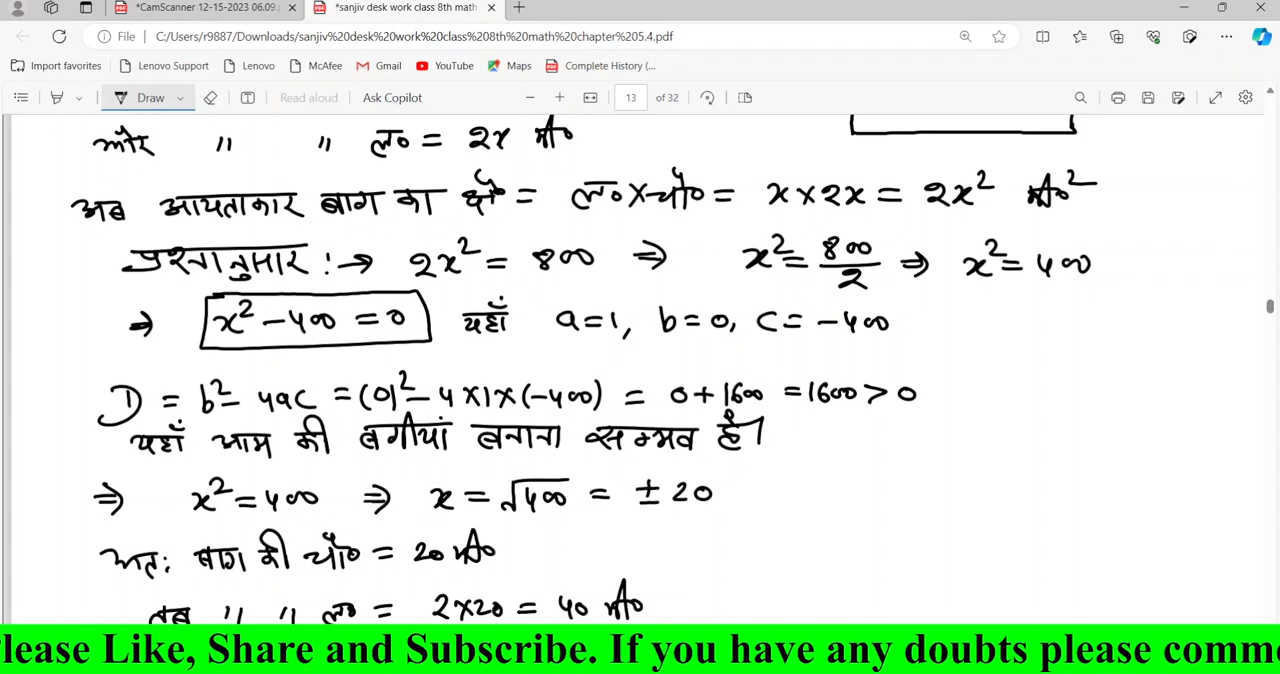 *CamScanner 12-15-2023 06.09.
*sanjiv desk work class 8th math
File C:/Users/r9887/Downloads/sanjiv%20desk%20work%20class%208th%20math%20chapter%205.4.pdf
Import favorites Lenovo Support Lenovo McAfee Gmail YouTube Maps Complete History (...
Draw Read aloud Ask Copilot 13 of 32
और " " ल० = 2x मी०
अब आयताकार बाग का क्षे० = ल० × चौ० = x × 2x = 2x² मी०²
प्रश्नानुसार :→ 2x² = 800 ⇒ x² = 800/2 ⇒ x² = 400
⇒ x² - 400 = 0 यहाँ a = 1, b = 0, c = -400
D = b² - 4ac = (0)² - 4 × 1 × (-400) = 0 + 1600 = 1600 > 0
यहाँ आम की बगीयां बनाना सम्भव है।
⇒ x² = 400 ⇒ x = √400 = ± 20
अत: बाग की चौ० = 20 मी०
तब " " ल० = 2×20 = 40 मी०
lease Like, Share and Subscribe. If you have any doubts please comme